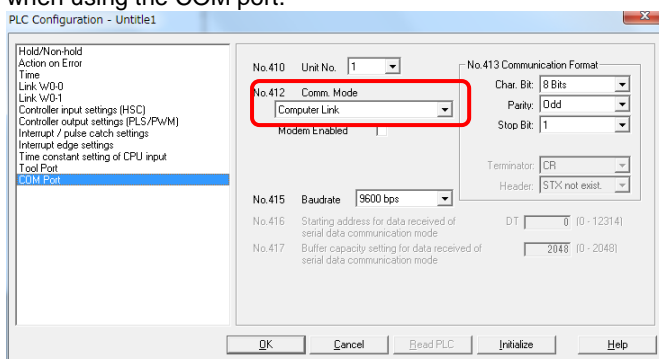 when using the COM port.
PLC Configuration - Untitle1
Hold/Non-hold
Action on Error
Time
Link W0-0
Link W0-1
Controller input settings (HSC)
Controller output settings (PLS/PWM)
Interrupt / pulse catch settings
Interrupt edge settings
Time constant setting of CPU input
Tool Port
COM Port
No.410 Unit No. 1
No.412 Comm. Mode
Computer Link
Modem Enabled
No.413 Communication Format
Char. Bit: 8 Bits
Parity: Odd
Stop Bit: 1
Terminator: CR
Header: STX not exist.
No.415 Baudrate 9600 bps
No.416 Starting address for data received of DT 0 (0 - 12314)
serial data communication mode
No.417 Buffer capacity setting for data received of 2048 (0 - 2048)
serial data communication mode
OK Cancel Read PLC Initialize Help